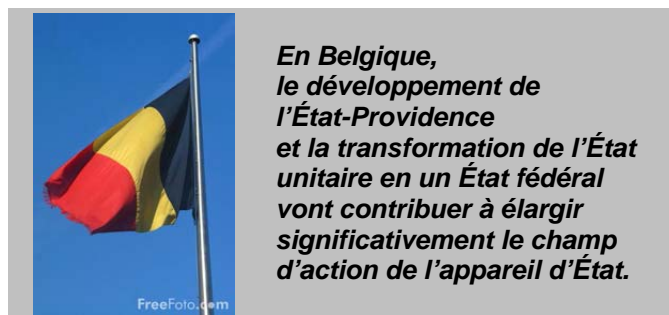 En Belgique,
le développement de
l’État-Providence
et la transformation de l’État
unitaire en un État fédéral
vont contribuer à élargir
significativement le champ
d’action de l’appareil d’État.
FreeFoto.com